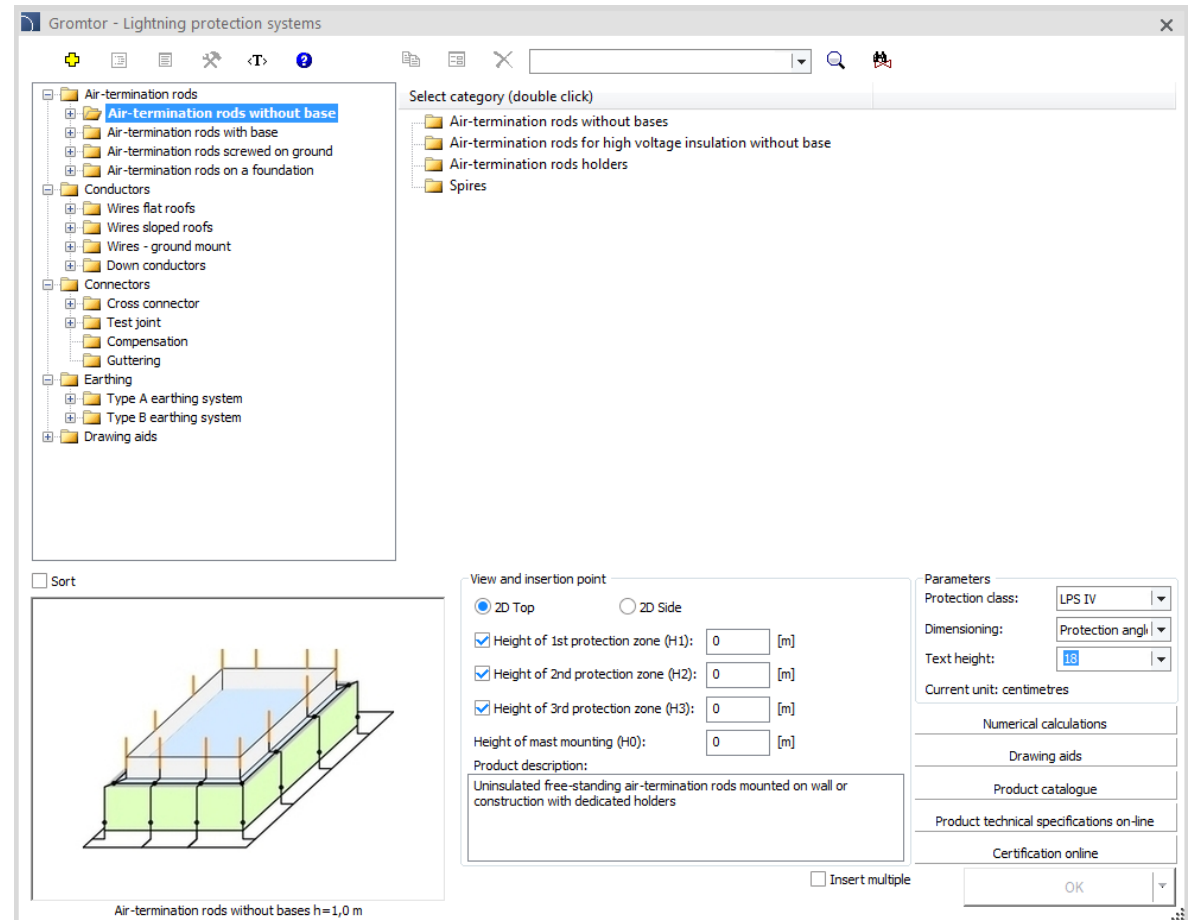 Gromtor - Lightning protection systems
<T>
?
Air-termination rods
Air-termination rods without base
Air-termination rods with base
Air-termination rods screwed on ground
Air-termination rods on a foundation
Conductors
Wires flat roofs
Wires sloped roofs
Wires - ground mount
Down conductors
Connectors
Cross connector
Test joint
Compensation
Guttering
Earthing
Type A earthing system
Type B earthing system
Drawing aids
Select category (double click)
Air-termination rods without bases
Air-termination rods for high voltage insulation without base
Air-termination rods holders
Spires
Sort
Air-termination rods without bases h=1,0 m
View and insertion point
2D Top 2D Side
Height of 1st protection zone (H1): 0 [m]
Height of 2nd protection zone (H2): 0 [m]
Height of 3rd protection zone (H3): 0 [m]
Height of mast mounting (H0): 0 [m]
Product description:
Uninsulated free-standing air-termination rods mounted on wall or
construction with dedicated holders
Insert multiple
Parameters
Protection class: LPS IV
Dimensioning: Protection angl
Text height: 18
Current unit: centimetres
Numerical calculations
Drawing aids
Product catalogue
Product technical specifications on-line
Certification online
OK